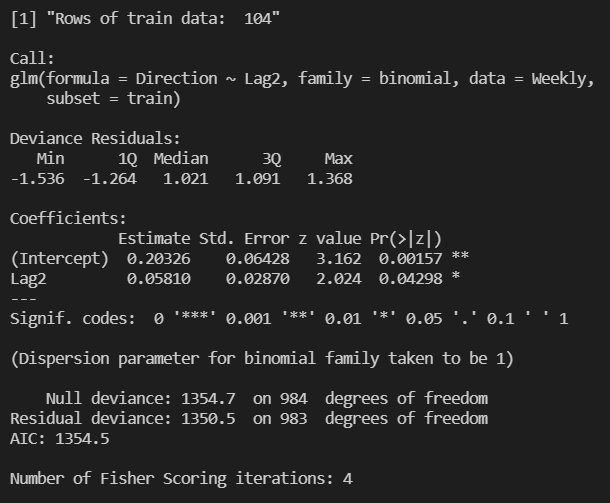 [1] "Rows of train data:  104"
Call:
glm(formula = Direction ~ Lag2, family = binomial, data = Weekly,
    subset = train)
Deviance Residuals:
   Min      1Q  Median      3Q     Max
-1.536  -1.264   1.021   1.091   1.368
Coefficients:
            Estimate Std. Error z value Pr(>|z|)
(Intercept)  0.20326    0.06428   3.162  0.00157 **
Lag2         0.05810    0.02870   2.024  0.04298 *
---
Signif. codes:  0 '***' 0.001 '**' 0.01 '*' 0.05 '.' 0.1 ' ' 1
(Dispersion parameter for binomial family taken to be 1)
    Null deviance: 1354.7  on 984  degrees of freedom
Residual deviance: 1350.5  on 983  degrees of freedom
AIC: 1354.5
Number of Fisher Scoring iterations: 4